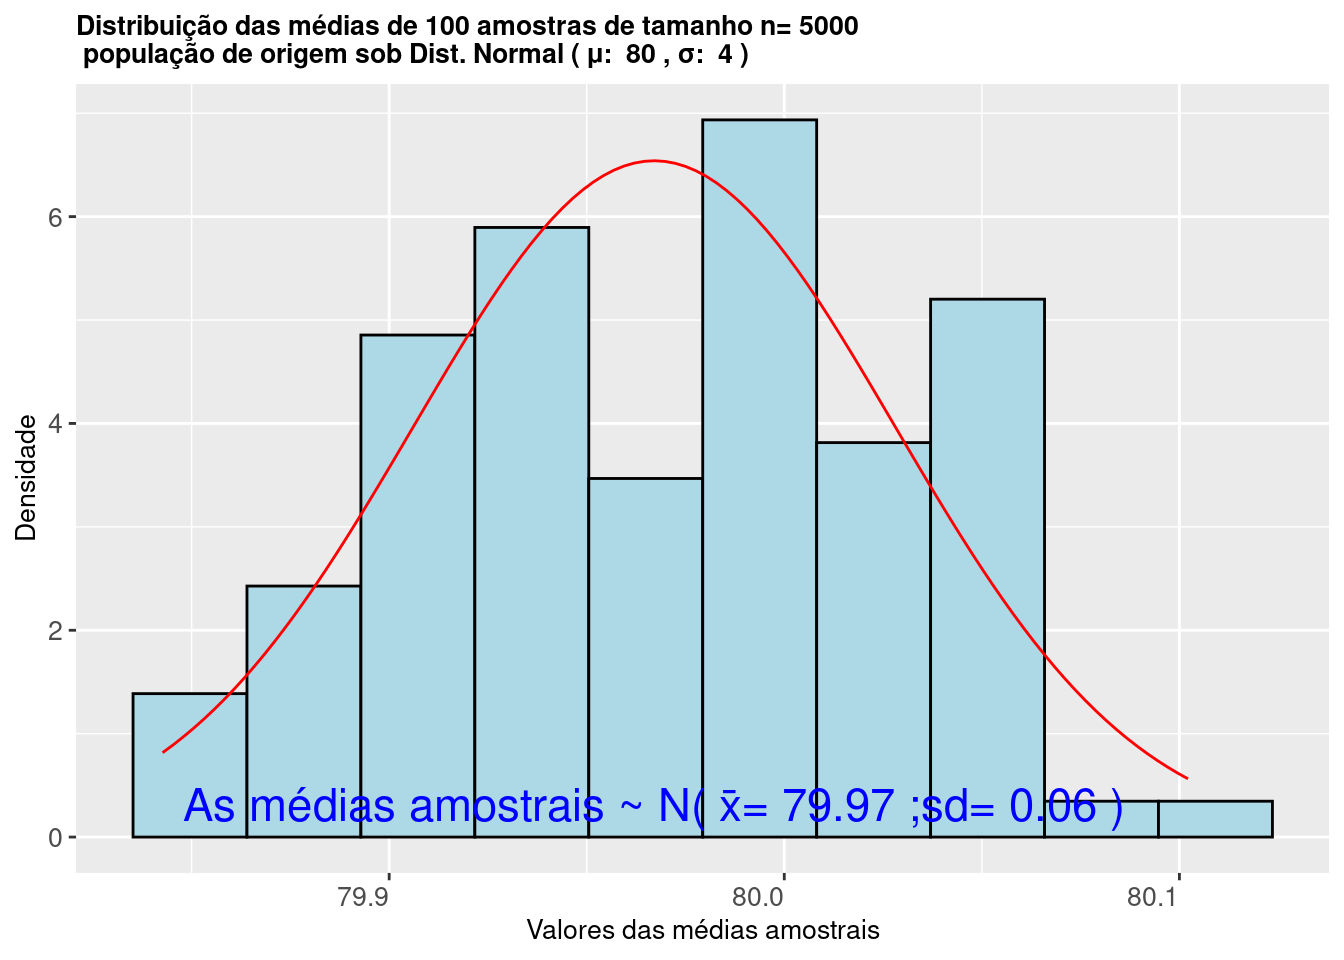 Distribuição das médias de 100 amostras de tamanho n= 5000
população de origem sob Dist. Normal ( μ:  80 , σ:  4 )
Densidade
6
4
2
0
As médias amostrais ~ N( x̄= 79.97 ;sd= 0.06 )
79.9
80.0
80.1
Valores das médias amostrais